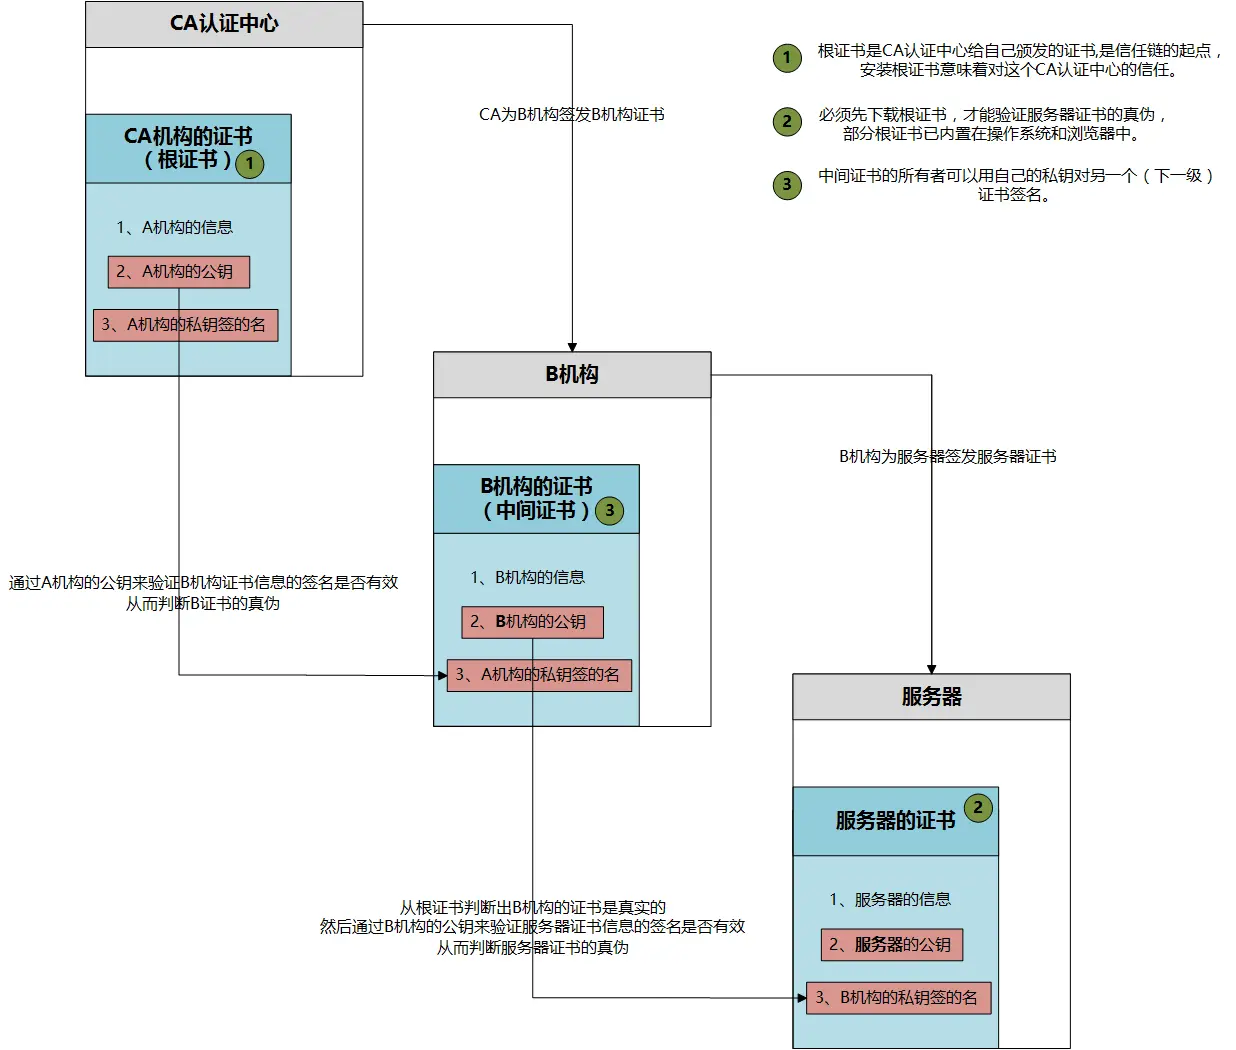 CA认证中心
CA机构的证书
（根证书）
1
1、A机构的信息
2、A机构的公钥
3、A机构的私钥签的名
CA为B机构签发B机构证书
1
根证书是CA认证中心给自己颁发的证书,是信任链的起点，
安装根证书意味着对这个CA认证中心的信任。
2
必须先下载根证书，才能验证服务器证书的真伪，
部分根证书已内置在操作系统和浏览器中。
3
中间证书的所有者可以用自己的私钥对另一个（下一级）
证书签名。
B机构
B机构的证书
（中间证书）
3
1、B机构的信息
2、B机构的公钥
3、A机构的私钥签的名
B机构为服务器签发服务器证书
通过A机构的公钥来验证B机构证书信息的签名是否有效
从而判断B证书的真伪
服务器
服务器的证书
2
1、服务器的信息
2、服务器的公钥
3、B机构的私钥签的名
从根证书判断出B机构的证书是真实的
然后通过B机构的公钥来验证服务器证书信息的签名是否有效
从而判断服务器证书的真伪